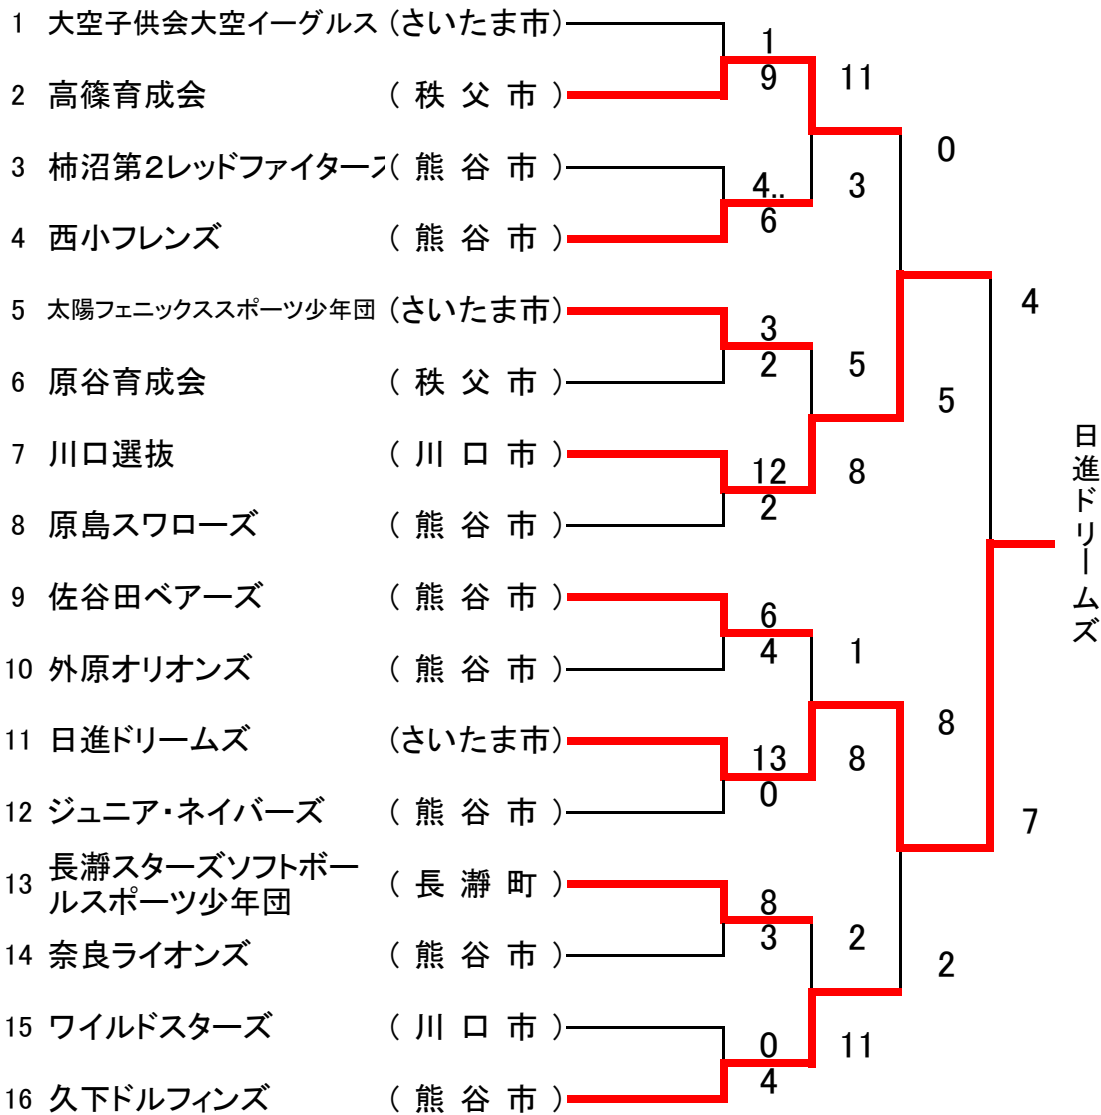 1 大空子供会大空イーグルス (さいたま市)
1
9
11
2 高篠育成会 ( 秩 父 市 )
0
3 柿沼第2レッドファイターズ( 熊 谷 市 )
4..
6
3
4 西小フレンズ ( 熊 谷 市 )
4
5 太陽フェニックススポーツ少年団 (さいたま市)
3
2
5
6 原谷育成会 ( 秩 父 市 )
5
7 川口選抜 ( 川 口 市 )
12
2
8
8 原島スワローズ ( 熊 谷 市 )
日進ドリームズ
9 佐谷田ベアーズ ( 熊 谷 市 )
6
4
1
10 外原オリオンズ ( 熊 谷 市 )
8
11 日進ドリームズ (さいたま市)
13
0
8
12 ジュニア・ネイバーズ ( 熊 谷 市 )
7
13 長瀞スターズソフトボー
ルスポーツ少年団 ( 長 瀞 町 )
8
3
2
14 奈良ライオンズ ( 熊 谷 市 )
2
15 ワイルドスターズ ( 川 口 市 )
0
4
11
16 久下ドルフィンズ ( 熊 谷 市 )